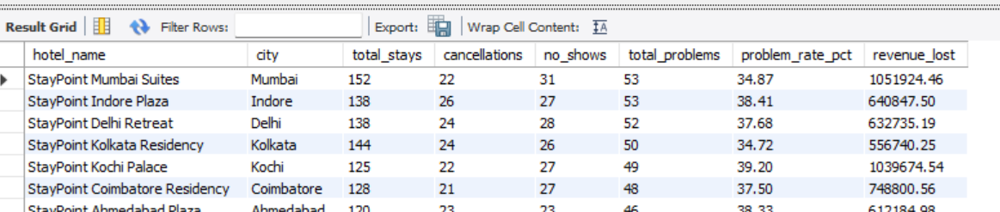 Result Grid Filter Rows: Export: Wrap Cell Content: IA
hotel_name city total_stays cancellations no_shows total_problems problem_rate_pct revenue_lost
StayPoint Mumbai Suites Mumbai 152 22 31 53 34.87 1051924.46
StayPoint Indore Plaza Indore 138 26 27 53 38.41 640847.50
StayPoint Delhi Retreat Delhi 138 24 28 52 37.68 632735.19
StayPoint Kolkata Residency Kolkata 144 24 26 50 34.72 556740.25
StayPoint Kochi Palace Kochi 125 22 27 49 39.20 1039674.54
StayPoint Coimbatore Residency Coimbatore 128 21 27 48 37.50 748800.56
StayPoint Ahmedabad Plaza Ahmedabad 120 23 23 46 38.33 612184.98